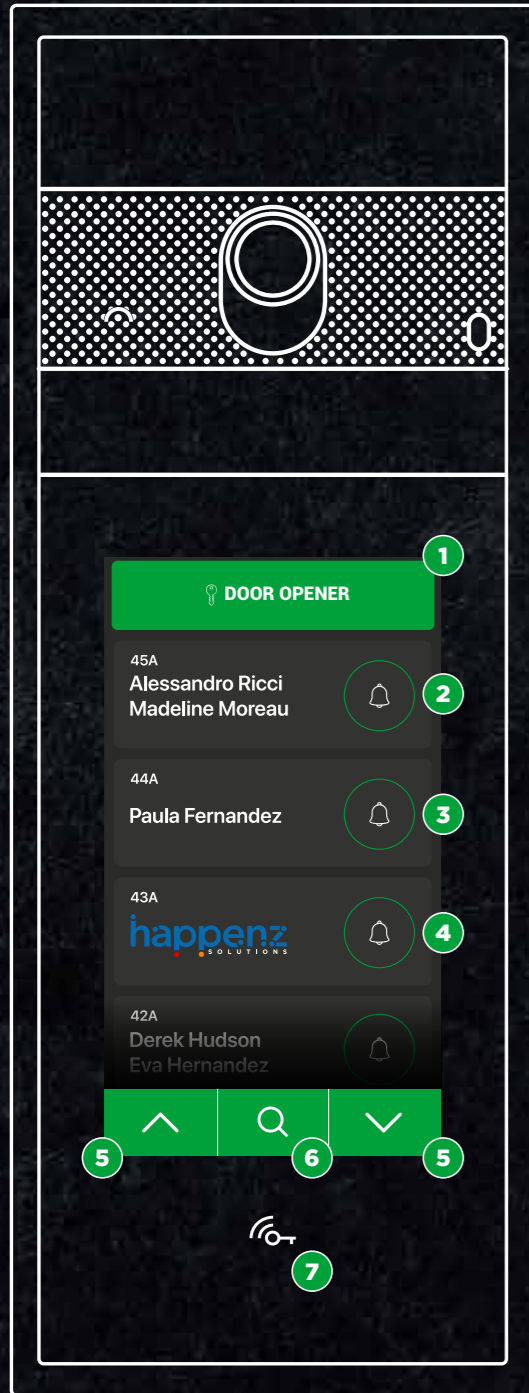 1
DOOR OPENER
45A
Alessandro Ricci
Madeline Moreau
2
44A
Paula Fernandez
3
43A
happenz
SOLUTIONS
4
42A
Derek Hudson
Eva Hernandez
5
6
5
7